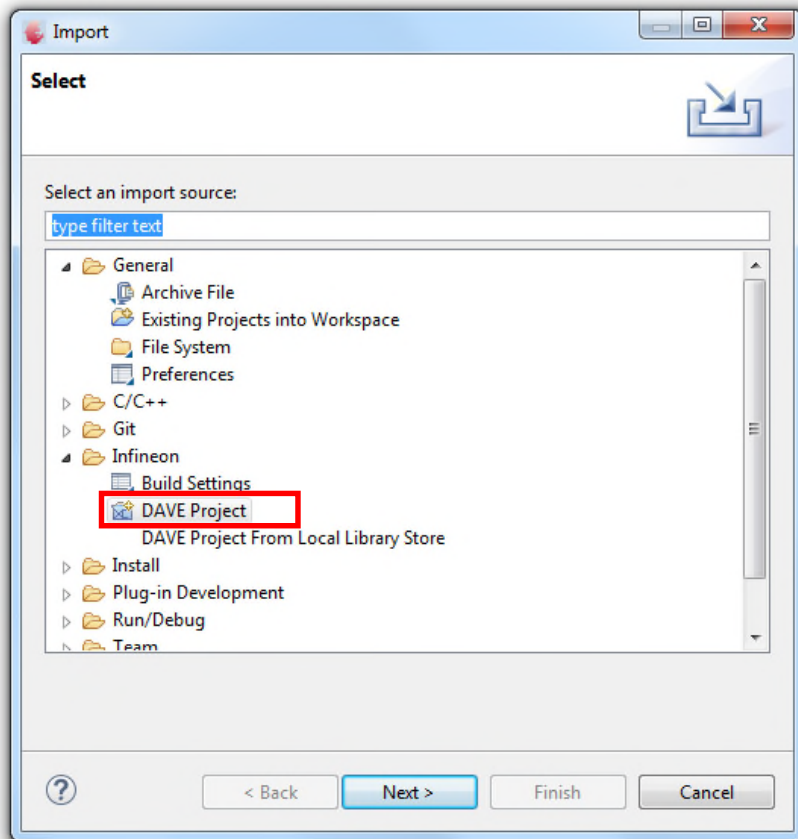 Import
Select
Select an import source:
type filter text
General
Archive File
Existing Projects into Workspace
File System
Preferences
C/C++
Git
Infineon
Build Settings
DAVE Project
DAVE Project From Local Library Store
Install
Plug-in Development
Run/Debug
Team
< Back Next > Finish Cancel